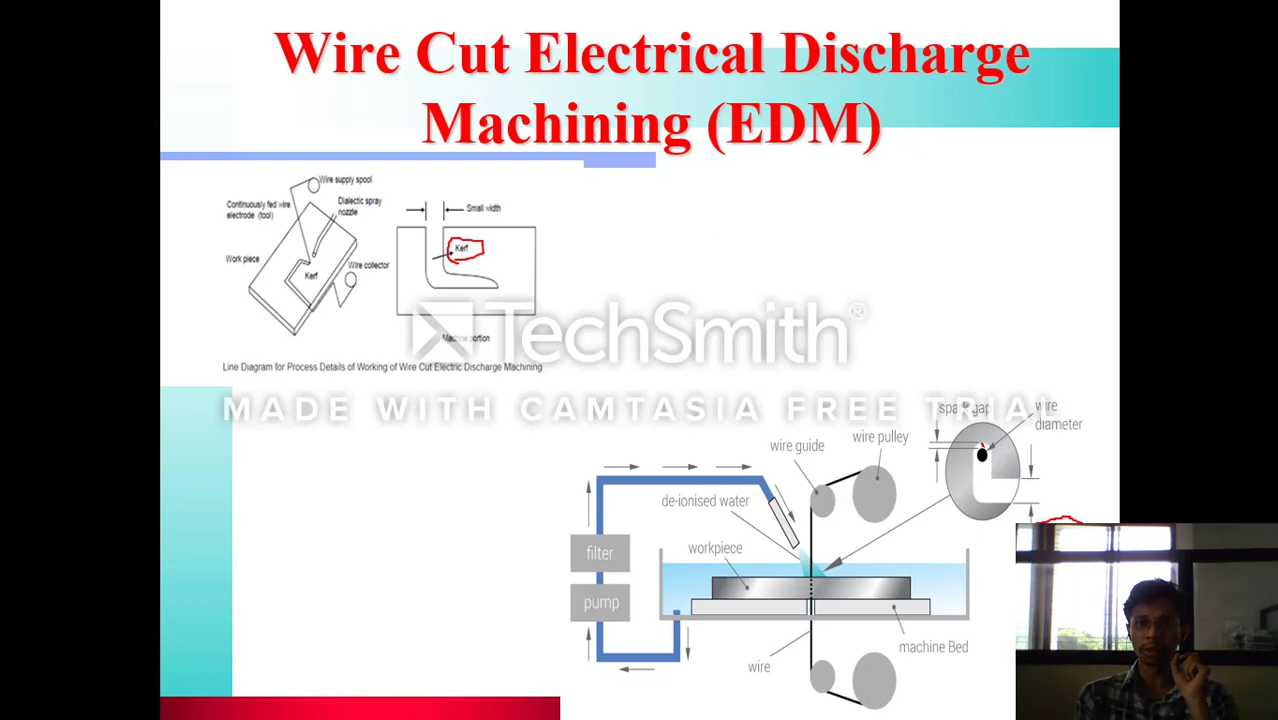 Wire Cut Electrical Discharge
Machining (EDM)
Wire supply spool
Continuously fed wire
electrode (tool)
Dialectic spray
nozzle
Work piece
Kerf
Wire collector
Small width
Kerf
Line Diagram for Process Details of Working of Wire Cut Electric Discharge Machining
TechSmith®
MADE WITH CAMTASIA FREE TRIAL
spark gap
wire
diameter
wire guide
wire pulley
de-ionised water
workpiece
filter
pump
wire
machine Bed